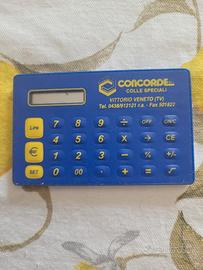 CONCORDE
COLLE SPECIALI
VITTORIO VENETO (TV)
Tel. 0438/912121 r.a. - Fax 501822
Lire 7 8 9 ÷ OFF ON/C
4 5 6 × CE
€ 1 2 3 − % +/−
SET 0 00 . + = √